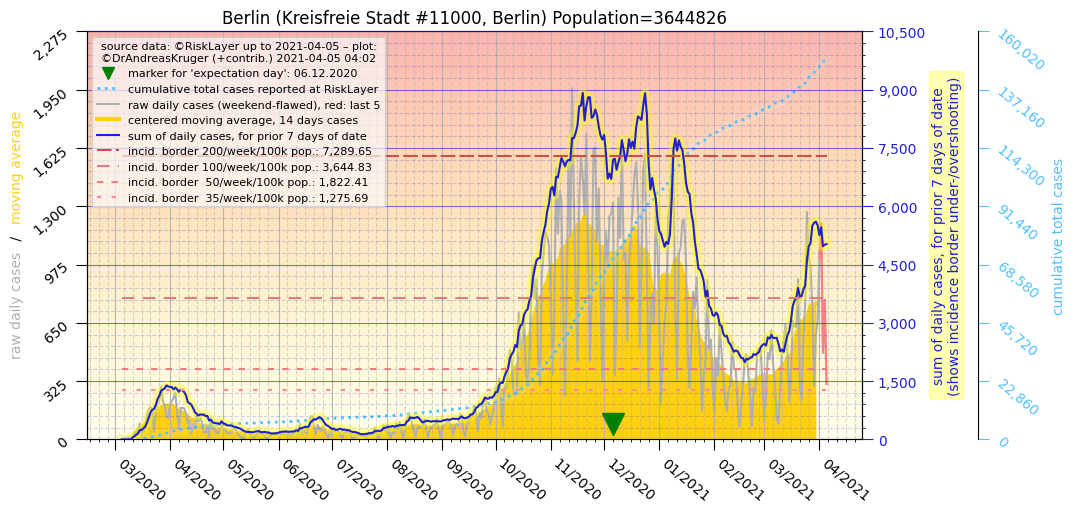 Berlin (Kreisfreie Stadt #11000, Berlin) Population=3644826
source data: ©RiskLayer up to 2021-04-05 – plot:
©DrAndreasKruger (+contrib.) 2021-04-05 04:02
marker for 'expectation day': 06.12.2020
cumulative total cases reported at RiskLayer
raw daily cases (weekend-flawed), red: last 5
centered moving average, 14 days cases
sum of daily cases, for prior 7 days of date
incid. border 200/week/100k pop.: 7,289.65
incid. border 100/week/100k pop.: 3,644.83
incid. border  50/week/100k pop.: 1,822.41
incid. border  35/week/100k pop.: 1,275.69
raw daily cases  /  moving average
2,275
1,950
1,625
1,300
975
650
325
0
03/2020
04/2020
05/2020
06/2020
07/2020
08/2020
09/2020
10/2020
11/2020
12/2020
01/2021
02/2021
03/2021
04/2021
10,500
9,000
7,500
6,000
4,500
3,000
1,500
0
sum of daily cases, for prior 7 days of date
(shows incidence border under-/overshooting)
160,020
137,160
114,300
91,440
68,580
45,720
22,860
0
cumulative total cases